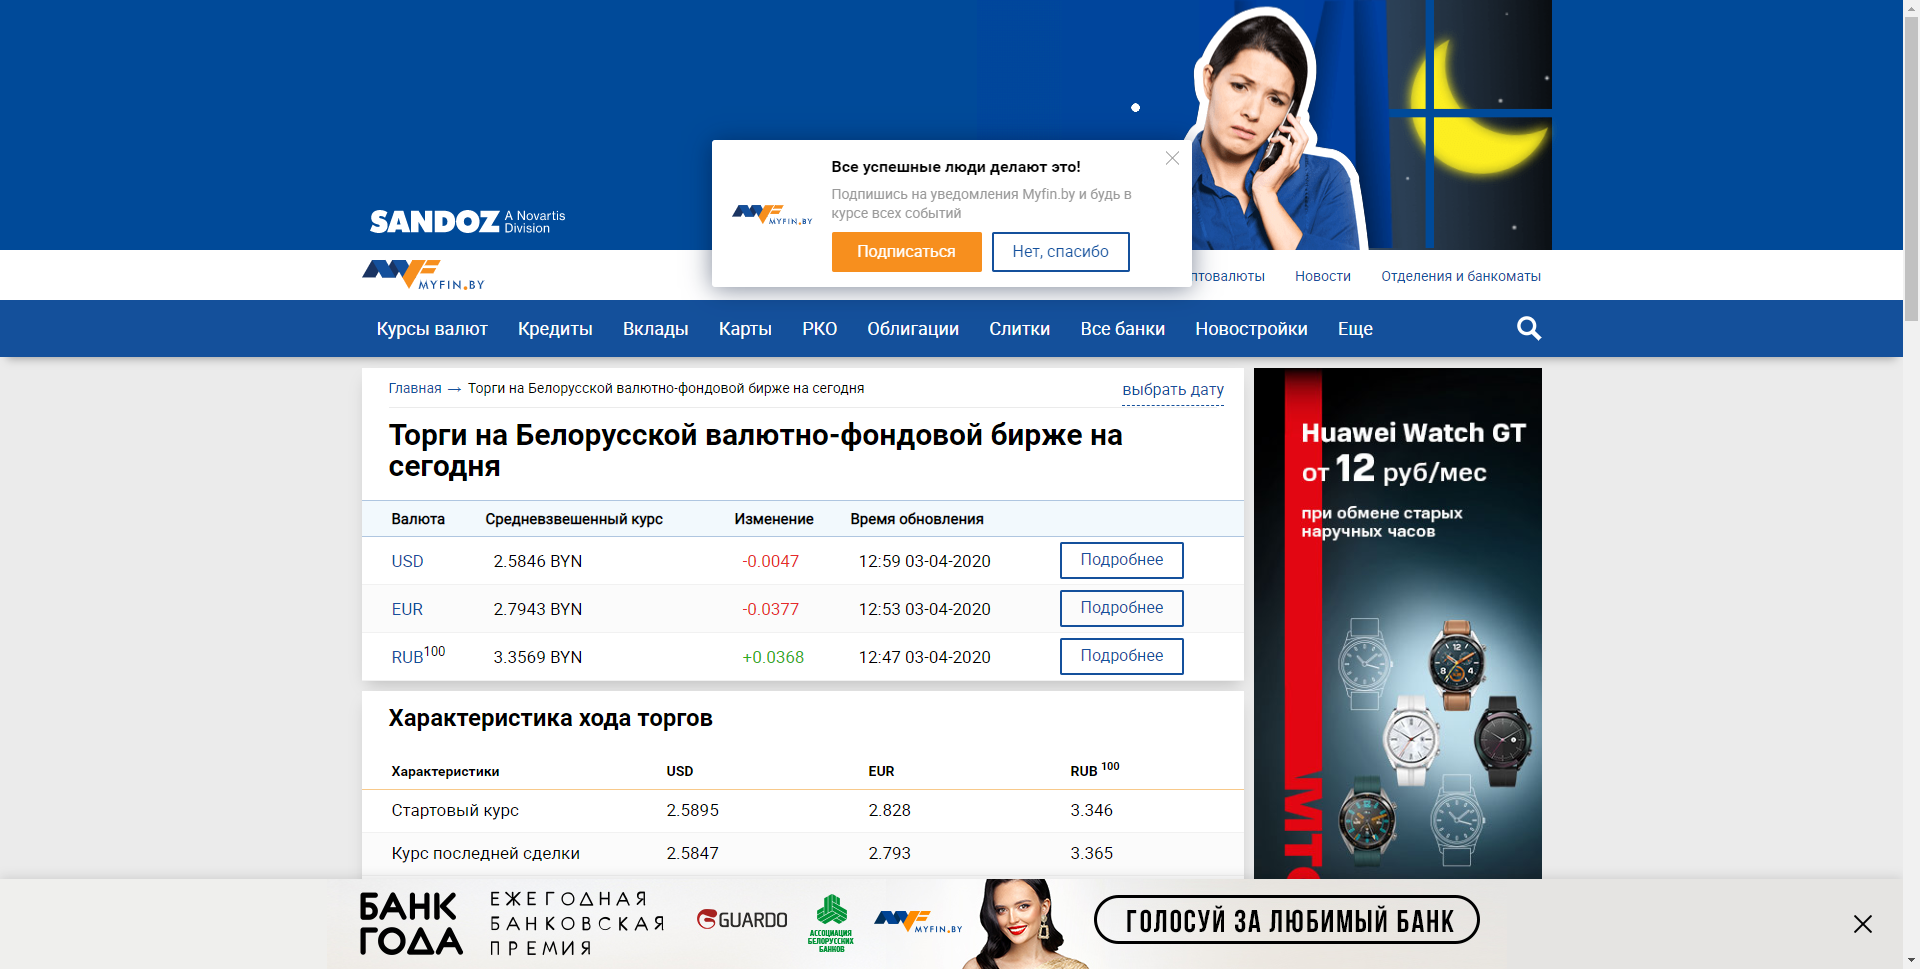 SANDOZ A Novartis
Division
Все успешные люди делают это!
Подпишись на уведомления Myfin.by и будь в
курсе всех событий
MYFIN.BY
Подписаться
Нет, спасибо
MYFIN.BY
птовалюты
Новости
Отделения и банкоматы
Курсы валют
Кредиты
Вклады
Карты
РКО
Облигации
Слитки
Все банки
Новостройки
Еще
Главная → Торги на Белорусской валютно-фондовой бирже на сегодня
выбрать дату
Торги на Белорусской валютно-фондовой бирже на
сегодня
Валюта Средневзвешенный курс Изменение Время обновления
USD 2.5846 BYN -0.0047 12:59 03-04-2020 Подробнее
EUR 2.7943 BYN -0.0377 12:53 03-04-2020 Подробнее
RUB100 3.3569 BYN +0.0368 12:47 03-04-2020 Подробнее
Характеристика хода торгов
Характеристики USD EUR RUB 100
Стартовый курс 2.5895 2.828 3.346
Курс последней сделки 2.5847 2.793 3.365
Huawei Watch GT
от 12 руб/мес
при обмене старых
наручных часов
МТС
БАНК
ГОДА
ЕЖЕГОДНАЯ
БАНКОВСКАЯ
ПРЕМИЯ
GUARDO
АССОЦИАЦИЯ
БЕЛОРУССКИХ
БАНКОВ
MYFIN.BY
ГОЛОСУЙ ЗА ЛЮБИМЫЙ БАНК